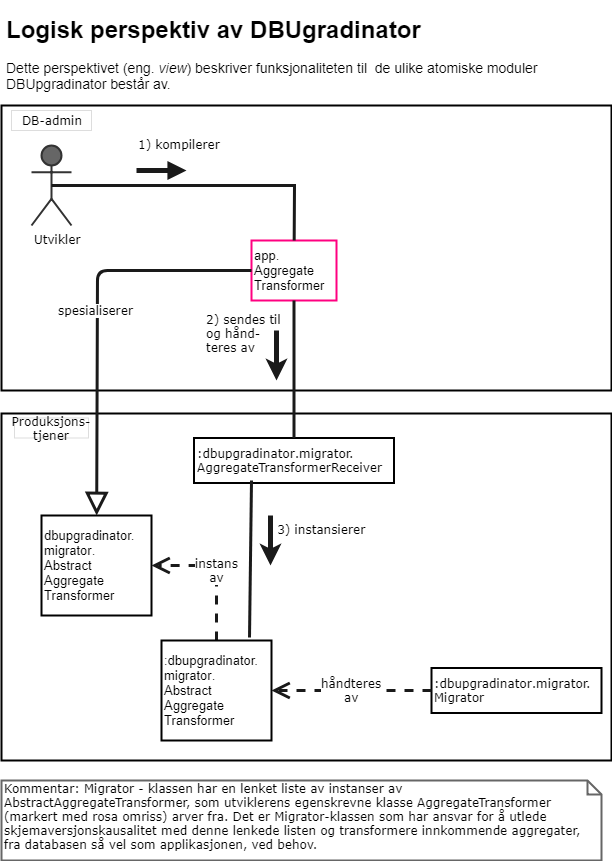 Logisk perspektiv av DBUgradinator
Dette perspektivet (eng. view) beskriver funksjonaliteten til de ulike atomiske moduler
DBUpgradinator består av.
DB-admin
1) kompilerer
Utvikler
app.
Aggregate
Transformer
spesialiserer
2) sendes til
og hånd-
teres av
Produksjons-
tjener
:dbupgradinator.migrator.
AggregateTransformerReceiver
3) instansierer
dbupgradinator.
migrator.
Abstract
Aggregate
Transformer
instans
av
:dbupgradinator.
migrator.
Abstract
Aggregate
Transformer
håndteres
av
:dbupgradinator.migrator.
Migrator
Kommentar: Migrator - klassen har en lenket liste av instanser av
AbstractAggregateTransformer, som utviklerens egenskrevne klasse AggregateTransformer
(markert med rosa omriss) arver fra. Det er Migrator-klassen som har ansvar for å utlede
skjemaversjonskausalitet med denne lenkede listen og transformere innkommende aggregater,
fra databasen så vel som applikasjonen, ved behov.